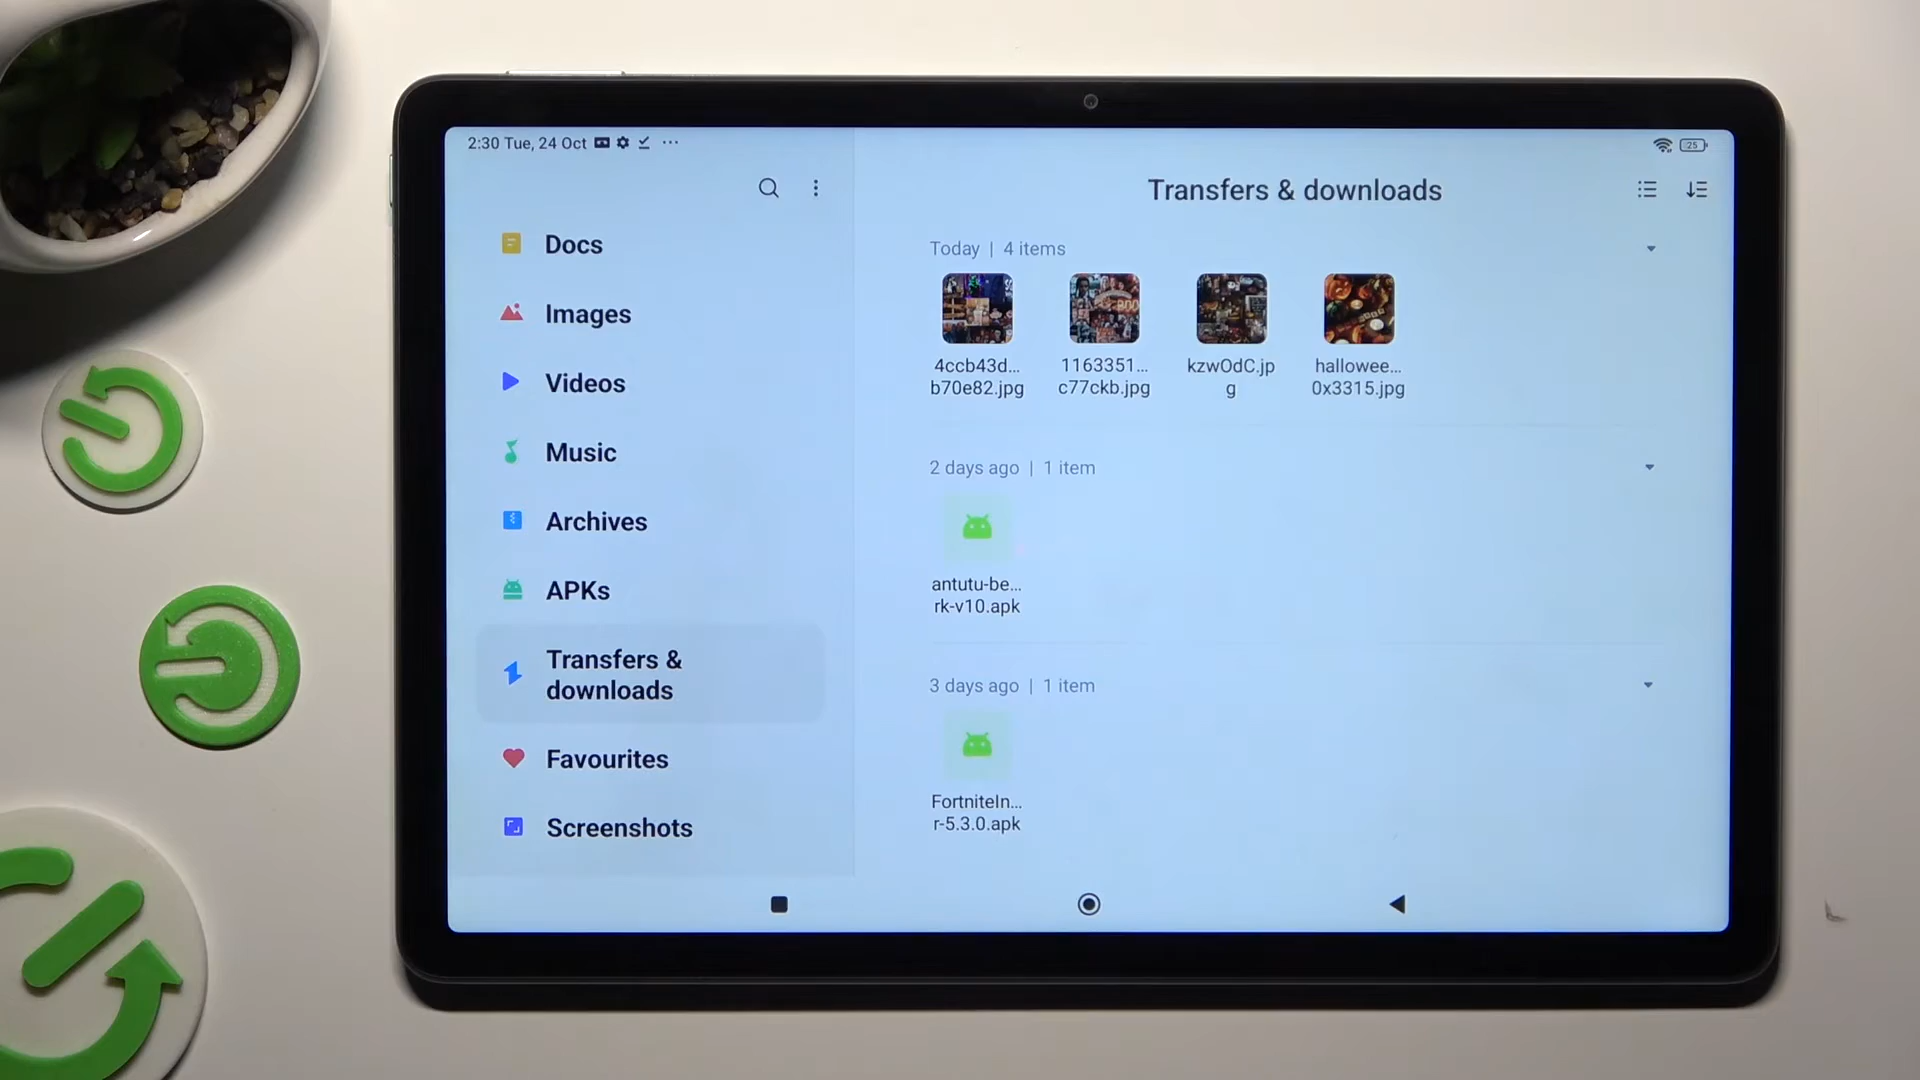 2:30 Tue, 24 Oct
25
Transfers & downloads
Docs
Images
Videos
Music
Archives
APKs
Transfers &
downloads
Favourites
Screenshots
Today | 4 items
4ccb43d...
b70e82.jpg
1163351...
c77ckb.jpg
kzwOdC.jp
g
hallowee...
0x3315.jpg
2 days ago | 1 item
antutu-be...
rk-v10.apk
3 days ago | 1 item
FortniteIn...
r-5.3.0.apk